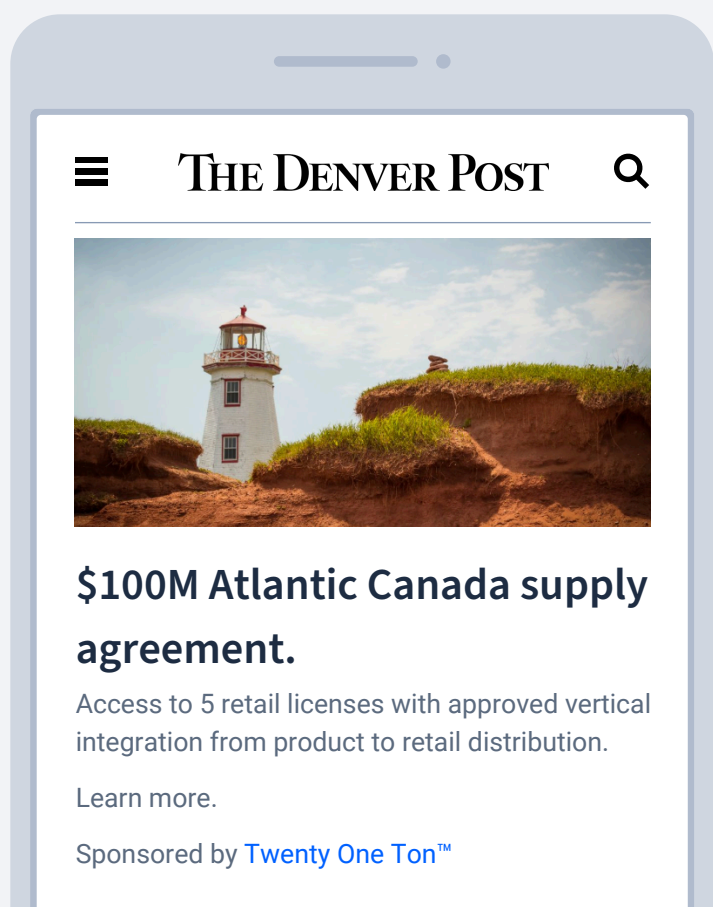 THE DENVER POST
$100M Atlantic Canada supply
agreement.
Access to 5 retail licenses with approved vertical
integration from product to retail distribution.
Learn more.
Sponsored by Twenty One Ton™